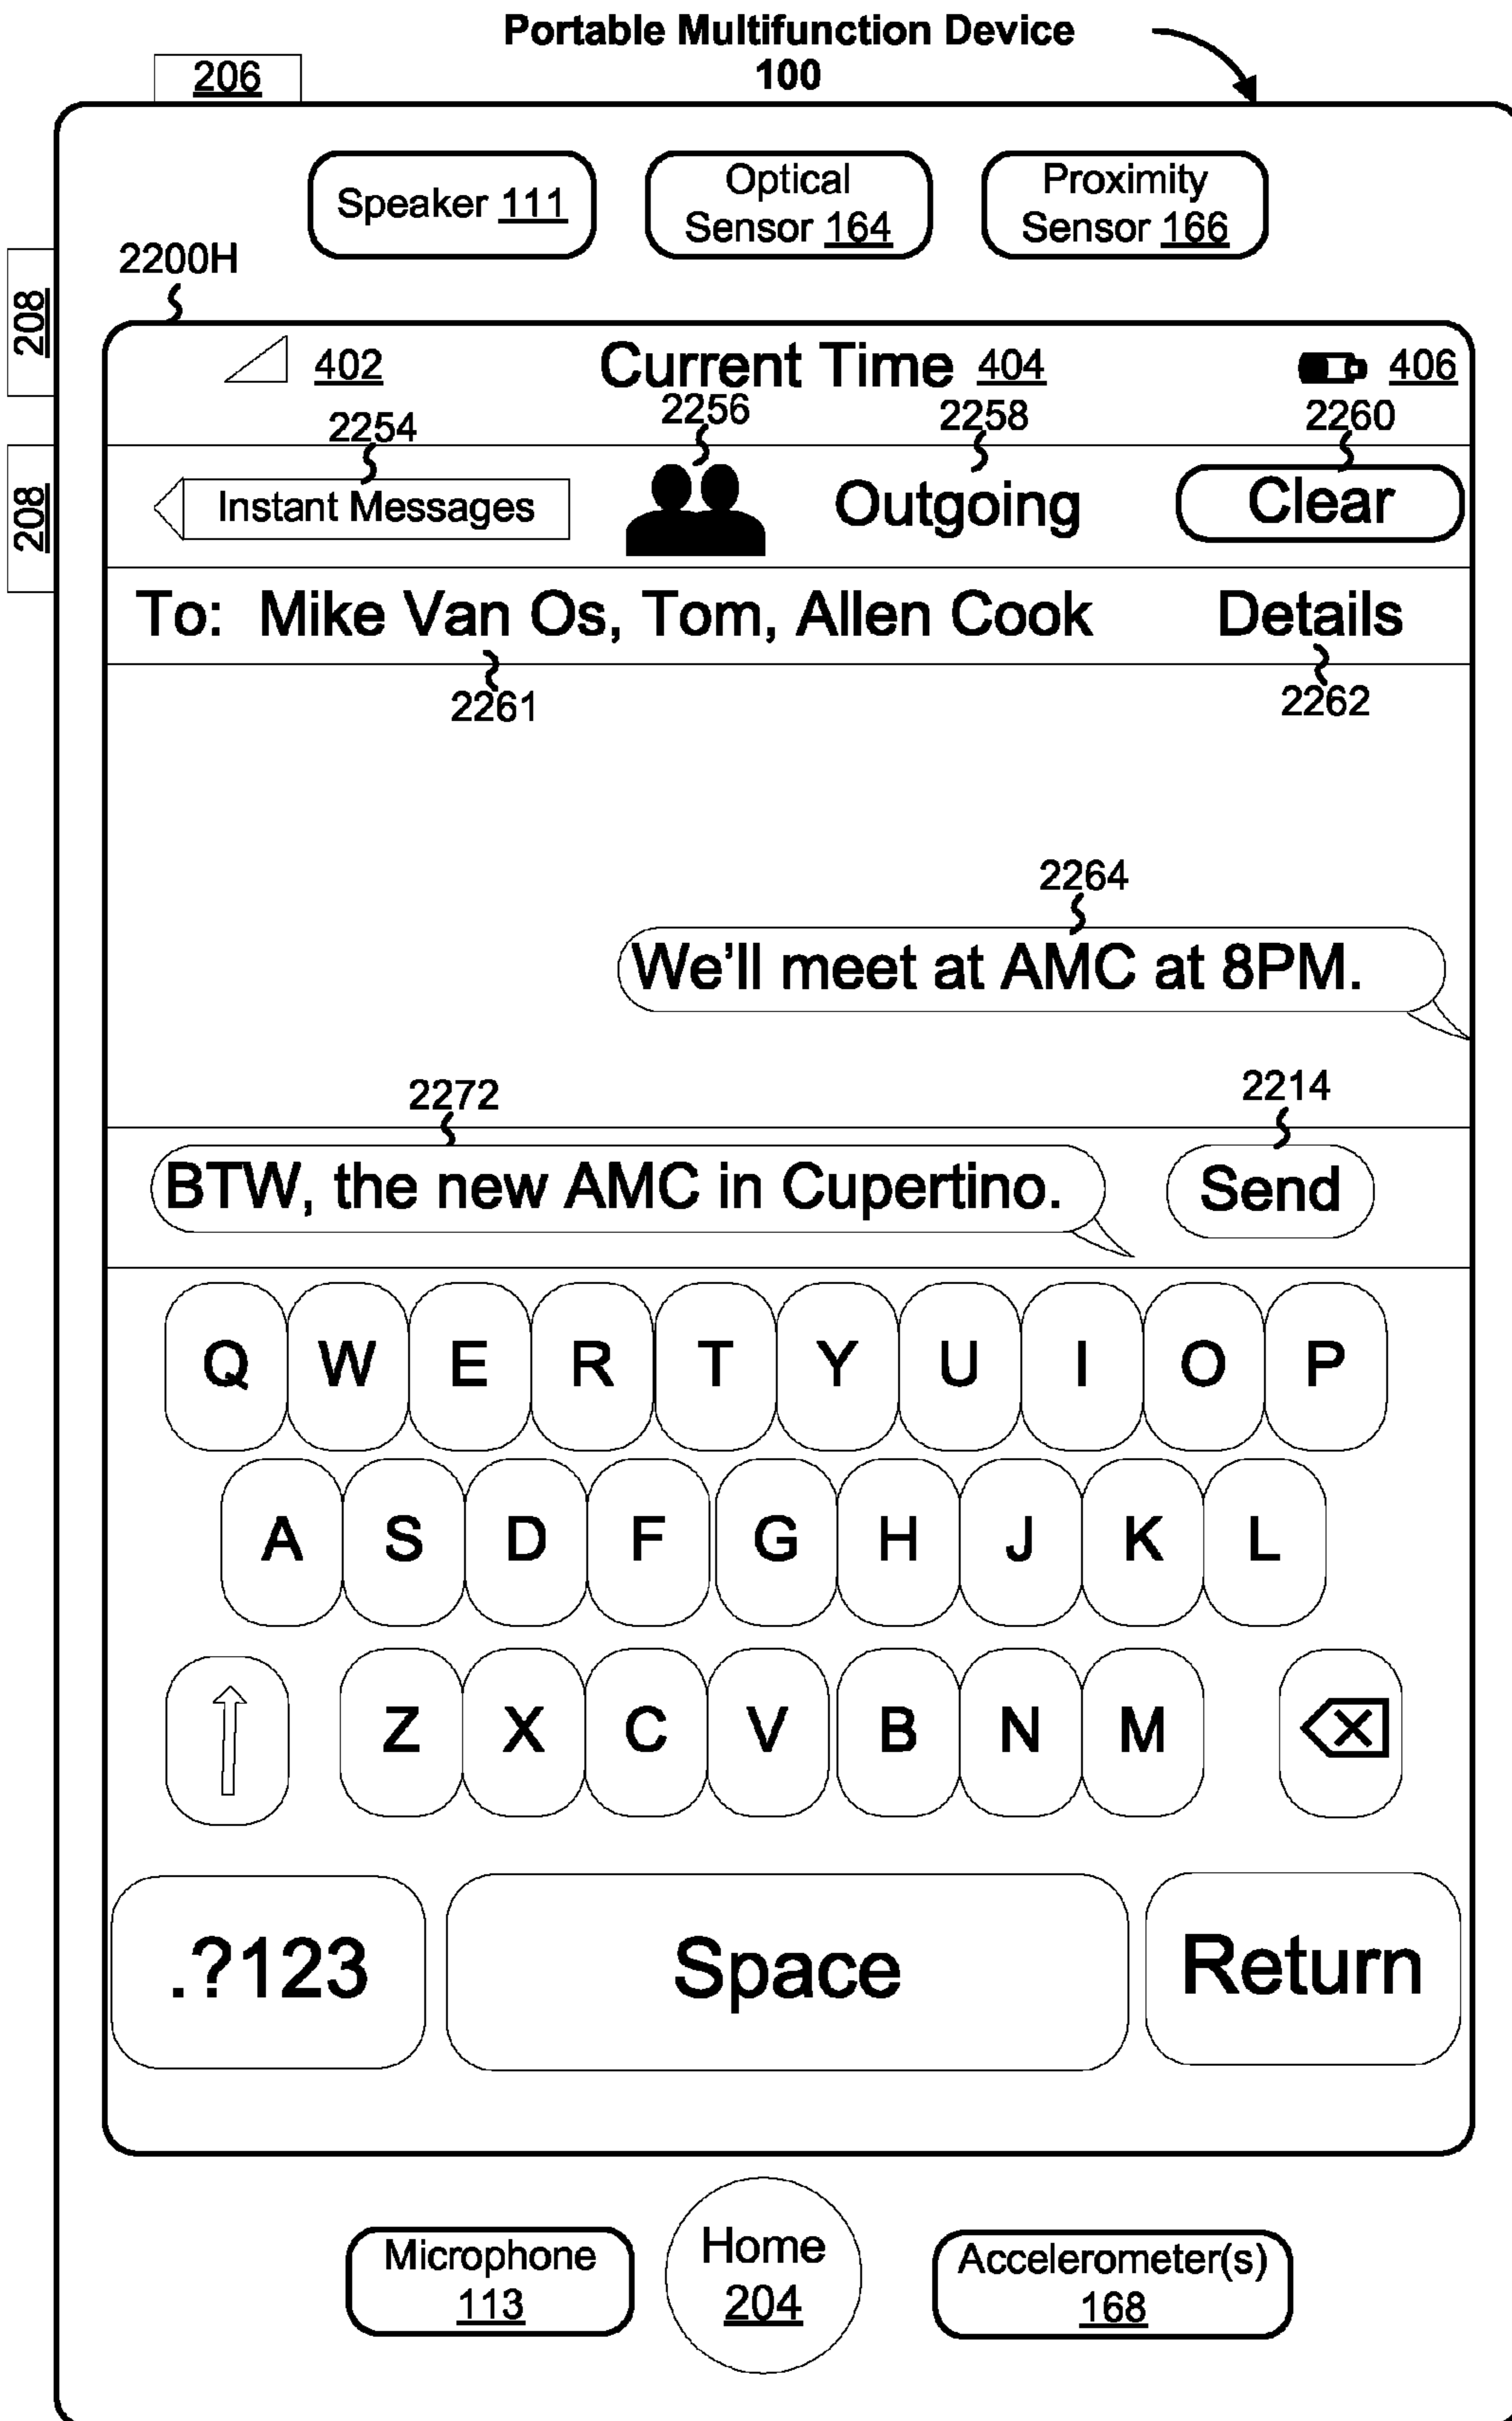 Portable Multifunction Device
100
206
Speaker 111
Optical
Sensor 164
Proximity
Sensor 166
2200H
208
402
Current Time 404
406
2254
2256
2258
2260
208
Instant Messages
Outgoing
Clear
To: Mike Van Os, Tom, Allen Cook
Details
2261
2262
2264
We'll meet at AMC at 8PM.
2272
2214
BTW, the new AMC in Cupertino.
Send
Q W E R T Y U I O P
A S D F G H J K L
Z X C V B N M
.?123
Space
Return
Microphone
113
Home
204
Accelerometer(s)
168